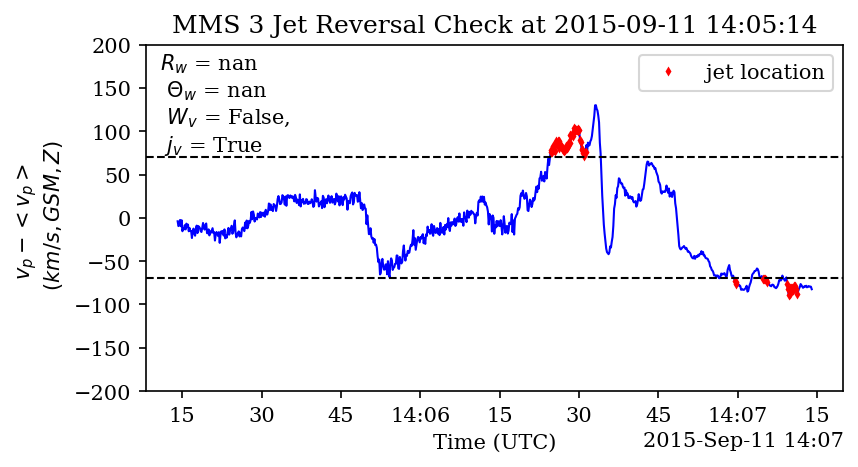 MMS 3 Jet Reversal Check at 2015-09-11 14:05:14
200
150
100
50
0
−50
−100
−150
−200
v_p − <v_p>
(km/s, GSM, Z)
R_w = nan
Θ_w = nan
W_v = False,
j_v = True
jet location
15 30 45 14:06 15 30 45 14:07 15
Time (UTC)
2015-Sep-11 14:07